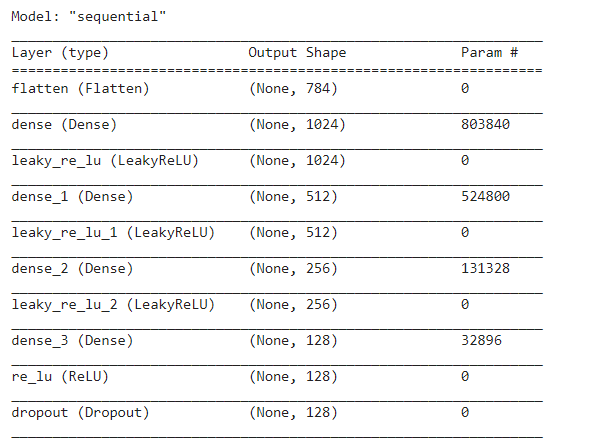 Model: "sequential"
Layer (type) Output Shape Param #
flatten (Flatten) (None, 784) 0
dense (Dense) (None, 1024) 803840
leaky_re_lu (LeakyReLU) (None, 1024) 0
dense_1 (Dense) (None, 512) 524800
leaky_re_lu_1 (LeakyReLU) (None, 512) 0
dense_2 (Dense) (None, 256) 131328
leaky_re_lu_2 (LeakyReLU) (None, 256) 0
dense_3 (Dense) (None, 128) 32896
re_lu (ReLU) (None, 128) 0
dropout (Dropout) (None, 128) 0